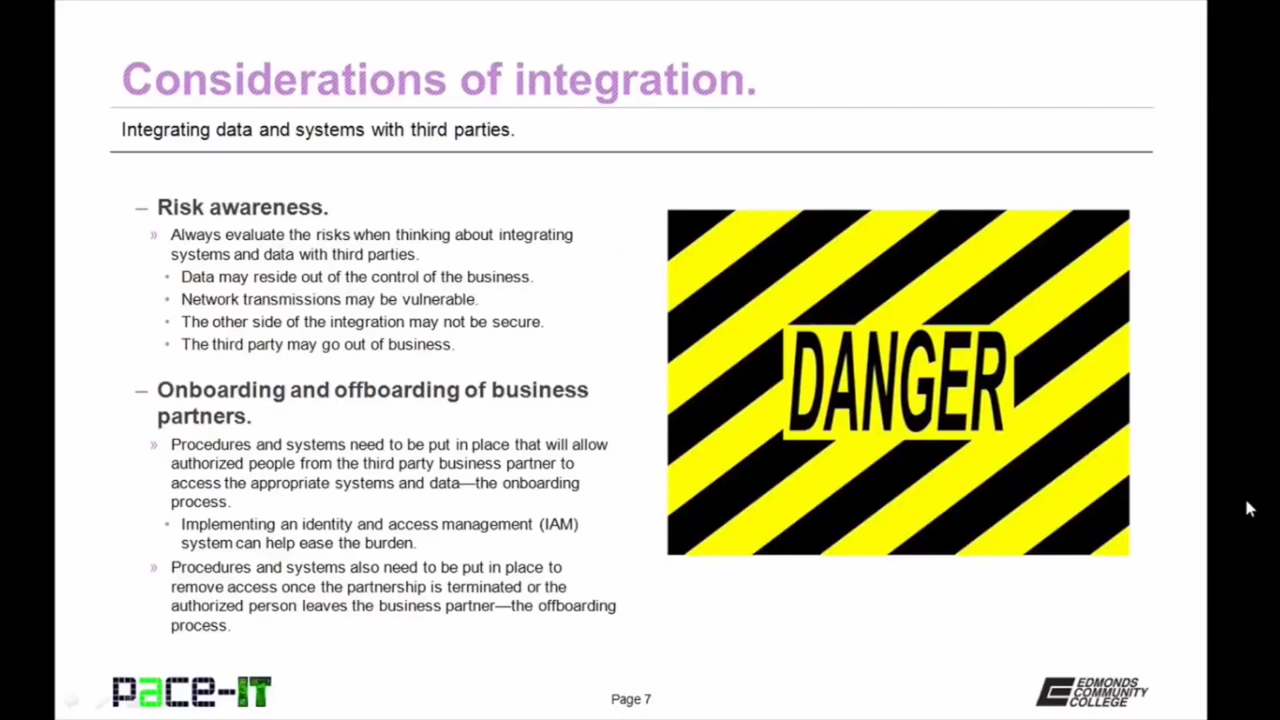 Considerations of integration.
Integrating data and systems with third parties.
– Risk awareness.
» Always evaluate the risks when thinking about integrating
systems and data with third parties.
• Data may reside out of the control of the business.
• Network transmissions may be vulnerable.
• The other side of the integration may not be secure.
• The third party may go out of business.
– Onboarding and offboarding of business
partners.
» Procedures and systems need to be put in place that will allow
authorized people from the third party business partner to
access the appropriate systems and data—the onboarding
process.
• Implementing an identity and access management (IAM)
system can help ease the burden.
» Procedures and systems also need to be put in place to
remove access once the partnership is terminated or the
authorized person leaves the business partner—the offboarding
process.
DANGER
pace-IT
Page 7
EDMONDS
COMMUNITY
COLLEGE